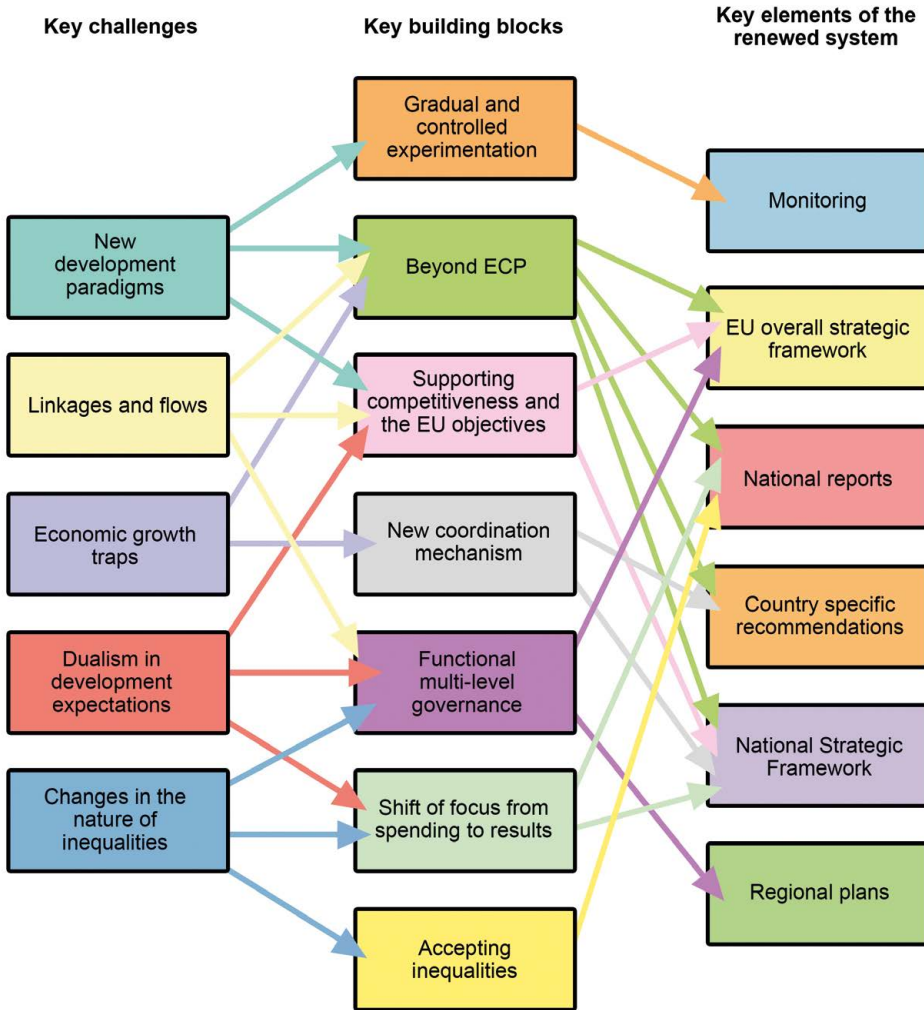 Key challenges
Key building blocks
Key elements of the
renewed system
New
development
paradigms
Linkages and flows
Economic growth
traps
Dualism in
development
expectations
Changes in the
nature of
inequalities
Gradual and
controlled
experimentation
Beyond ECP
Supporting
competitiveness and
the EU objectives
New coordination
mechanism
Functional
multi-level
governance
Shift of focus from
spending to results
Accepting
inequalities
Monitoring
EU overall strategic
framework
National reports
Country specific
recommendations
National Strategic
Framework
Regional plans